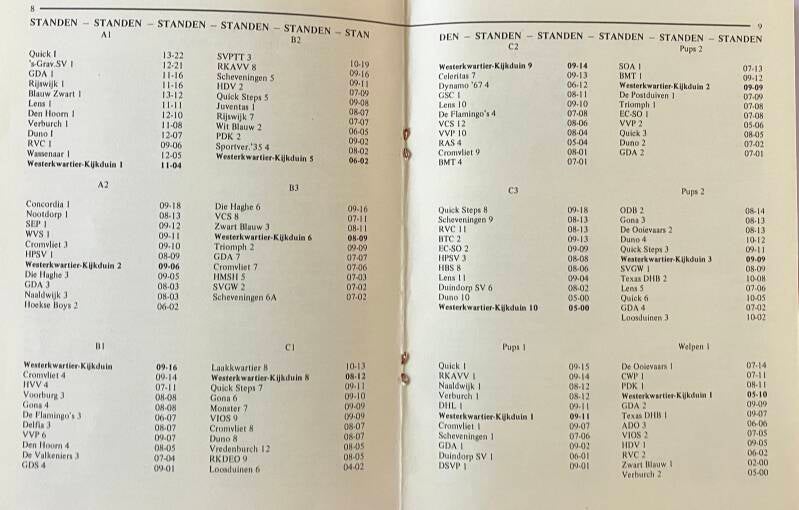 8
STANDEN – STANDEN – STANDEN – STANDEN – STANDEN – STAN
A1
Quick 1 13-22
's-Grav.SV 1 12-21
GDA 1 11-16
Rijswijk 1 11-16
Blauw Zwart 1 13-12
Lens 1 11-11
Den Hoorn 1 12-10
Verburch 1 11-08
Duno 1 12-07
RVC 1 09-06
Wassenaar 1 12-05
Westerkwartier-Kijkduin 1 11-04
B2
SVPTT 3 10-19
RKAVV 8 09-16
Scheveningen 5 09-11
HDV 2 07-09
Quick Steps 5 09-08
Juventas 1 08-07
Rijswijk 7 07-07
Wit Blauw 2 06-05
PDK 2 09-02
Sportver.'35 4 08-02
Westerkwartier-Kijkduin 5 06-02
A2
Concordia 1 09-18
Nootdorp 1 08-13
SEP 1 09-12
WVS 1 09-11
Cromvliet 3 09-10
HPSV 1 08-09
Westerkwartier-Kijkduin 2 09-06
Die Haghe 3 09-05
GDA 3 08-03
Naaldwijk 3 08-03
Hoekse Boys 2 06-02
B3
Die Haghe 6 09-16
VCS 8 07-11
Zwart Blauw 3 08-11
Westerkwartier-Kijkduin 6 08-09
Triomph 2 09-09
GDA 7 07-07
Cromvliet 7 07-06
HMSH 5 07-03
SVGW 2 07-02
Scheveningen 6A 07-02
B1
Westerkwartier-Kijkduin 09-16
Cromvliet 4 09-14
HVV 4 07-11
Voorburg 3 08-08
Gons 4 08-08
De Flamingo's 3 06-07
Delfia 3 08-07
VVP 6 09-07
Den Hoorn 4 08-05
De Valkeniers 3 07-04
GDS 4 09-01
C1
Laakkwartier 8 10-13
Westerkwartier-Kijkduin 8 08-12
Quick Steps 7 09-11
Gona 6 09-10
Monster 7 09-09
VIOS 9 09-09
Cromvliet 8 08-07
Duno 8 08-07
Vredenburch 12 08-05
RKDEO 9 08-05
Loosduinen 6 04-02
9
DEN – STANDEN – STANDEN – STANDEN – STANDEN – STANDEN
C2
Westerkwartier-Kijkduin 9 09-14
Celeritas 7 09-13
Dynamo '67 4 06-12
GSC 1 08-11
Lens 10 09-10
De Flamingo's 4 07-08
VCS 12 08-06
VVP 10 08-04
RAS 4 05-04
Cromvliet 9 08-01
BMT 4 07-01
Pups 2
SOA 1 07-13
BMT 1 09-12
Westerkwartier-Kijkduin 2 09-09
De Postduiven 1 07-09
Triomph 1 07-08
EC-SO 1 07-08
VVP 2 05-06
Quick 3 08-05
Duno 2 07-02
GDA 2 07-01
C3
Quick Steps 8 09-18
Scheveningen 9 08-13
RVC 11 08-13
BTC 2 09-13
EC-SO 2 09-09
HPSV 3 08-08
HBS 8 08-06
Lens 11 09-04
Duindorp SV 6 08-02
Duno 10 05-00
Westerkwartier-Kijkduin 10 05-00
Pups 2
ODB 2 08-14
Gona 3 08-13
De Ooievaars 2 08-13
Duno 4 10-12
Quick Steps 3 09-11
Westerkwartier-Kijkduin 3 09-09
SVGW 1 08-09
Texas DHB 2 10-08
Lens 5 07-06
Quick 6 10-05
GDA 4 07-02
Loosduinen 3 10-02
Pups 1
Quick 1 09-15
RKAVV 1 09-14
Naaldwijk 1 08-12
Verburch 1 08-12
DHL 1 09-11
Westerkwartier-Kijkduin 1 09-11
Cromvliet 1 09-07
Scheveningen 1 07-06
GDA 1 09-02
Duindorp SV 1 06-01
DSVP 1 09-01
Welpen 1
De Ooievaars 1 07-14
CWP 1 07-11
PDK 1 08-11
Westerkwartier-Kijkduin 1 05-10
GDA 2 09-09
Texas DHB 1 09-07
ADO 3 06-06
VIOS 2 07-05
HDV 1 09-05
RVC 2 06-02
Zwart Blauw 1 02-00
Verburch 2 05-00